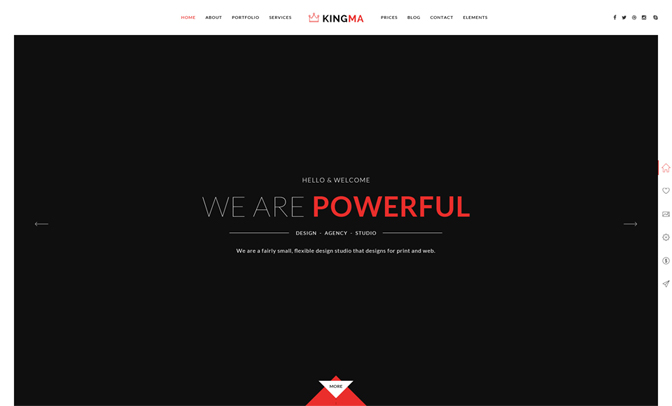 HOME ABOUT PORTFOLIO SERVICES KINGMA PRICES BLOG CONTACT ELEMENTS
HELLO & WELCOME
WE ARE POWERFUL
DESIGN - AGENCY - STUDIO
We are a fairly small, flexible design studio that designs for print and web.
MORE